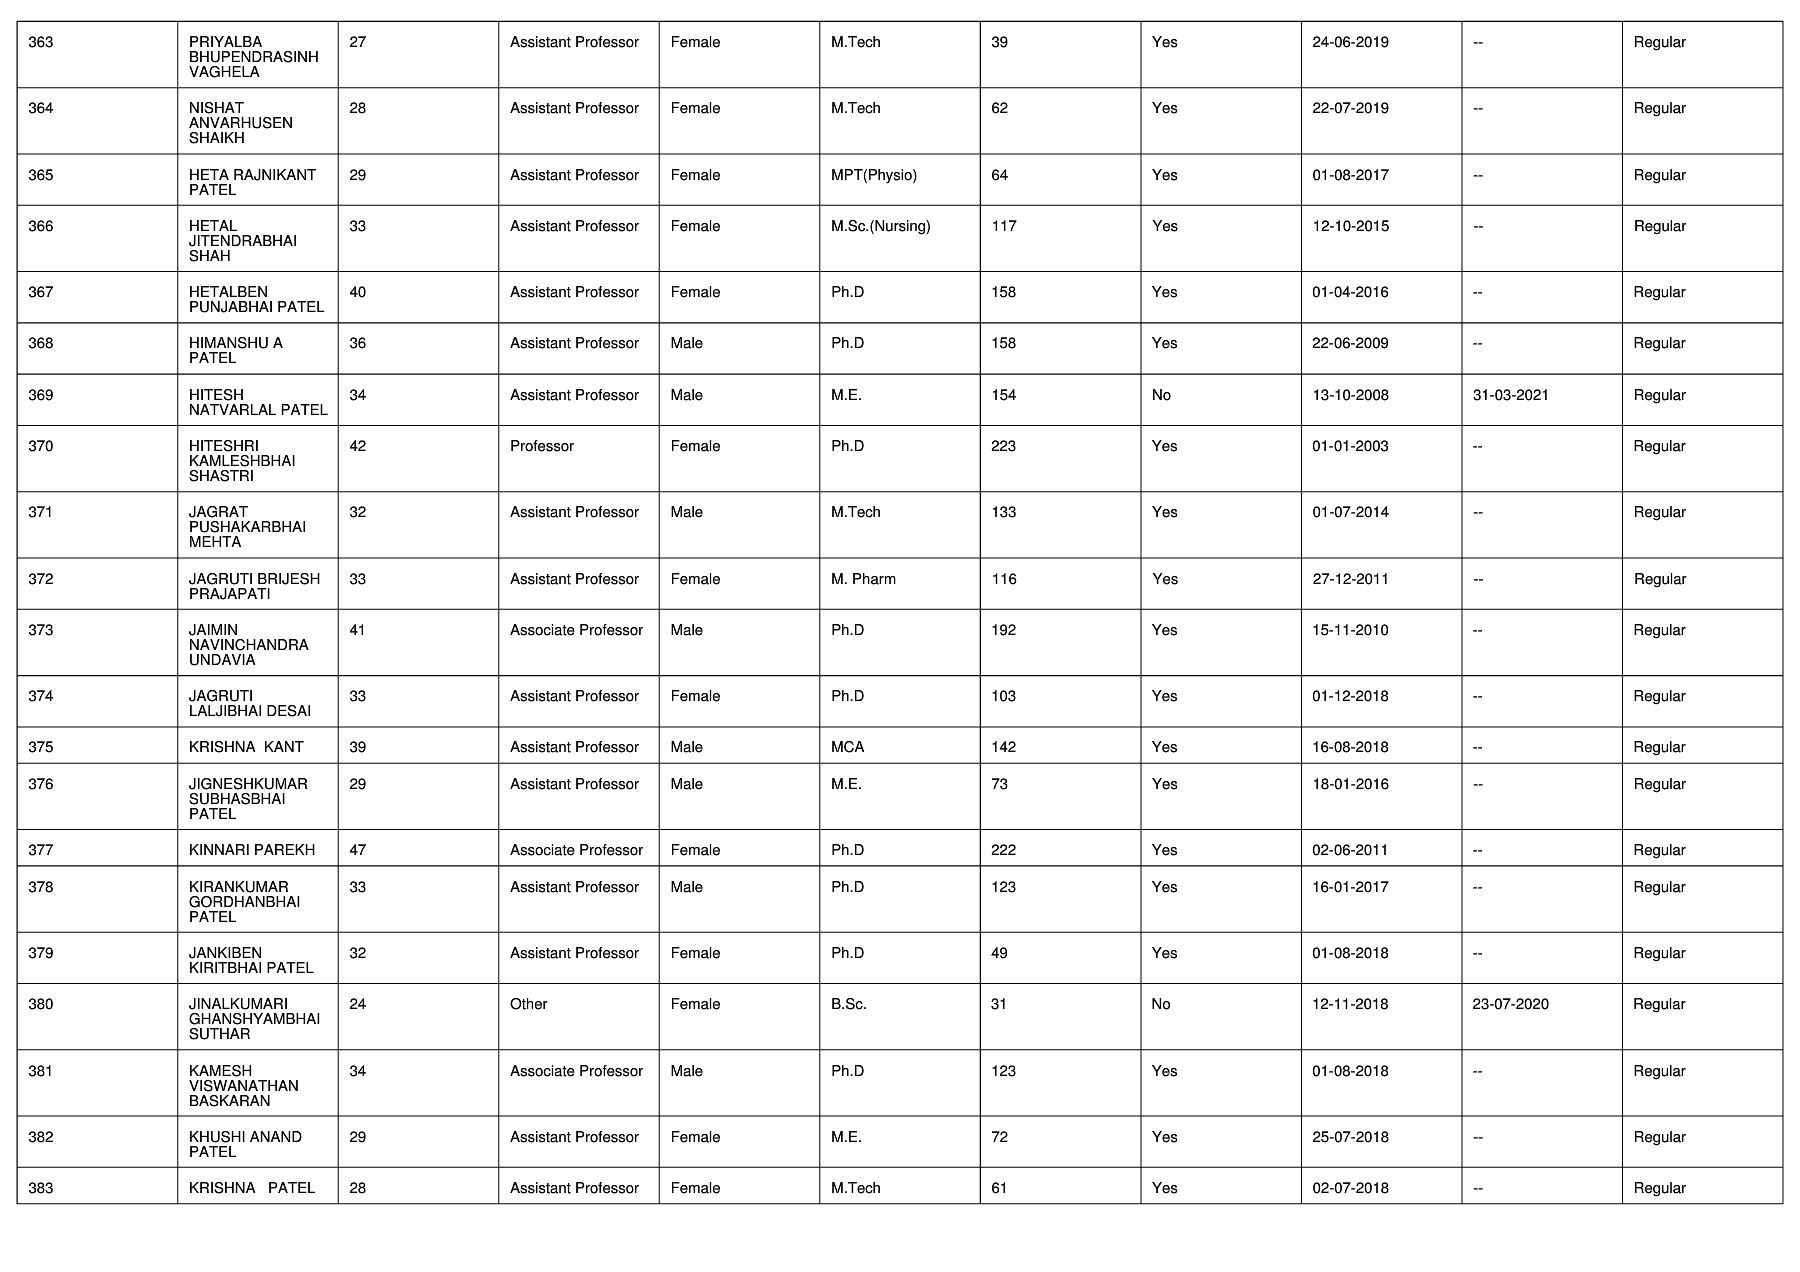 363 PRIYALBA 27 Assistant Professor Female M.Tech 39 Yes 24-06-2019 -- Regular
BHUPENDRASINH
VAGHELA
364 NISHAT 28 Assistant Professor Female M.Tech 62 Yes 22-07-2019 -- Regular
ANVARHUSEN
SHAIKH
365 HETA RAJNIKANT 29 Assistant Professor Female MPT(Physio) 64 Yes 01-08-2017 -- Regular
PATEL
366 HETAL 33 Assistant Professor Female M.Sc.(Nursing) 117 Yes 12-10-2015 -- Regular
JITENDRABHAI
SHAH
367 HETALBEN 40 Assistant Professor Female Ph.D 158 Yes 01-04-2016 -- Regular
PUNJABHAI PATEL
368 HIMANSHU A 36 Assistant Professor Male Ph.D 158 Yes 22-06-2009 -- Regular
PATEL
369 HITESH 34 Assistant Professor Male M.E. 154 No 13-10-2008 31-03-2021 Regular
NATVARLAL PATEL
370 HITESHRI 42 Professor Female Ph.D 223 Yes 01-01-2003 -- Regular
KAMLESHBHAI
SHASTRI
371 JAGRAT 32 Assistant Professor Male M.Tech 133 Yes 01-07-2014 -- Regular
PUSHAKARBHAI
MEHTA
372 JAGRUTI BRIJESH 33 Assistant Professor Female M. Pharm 116 Yes 27-12-2011 -- Regular
PRAJAPATI
373 JAIMIN 41 Associate Professor Male Ph.D 192 Yes 15-11-2010 -- Regular
NAVINCHANDRA
UNDAVIA
374 JAGRUTI 33 Assistant Professor Female Ph.D 103 Yes 01-12-2018 -- Regular
LALJIBHAI DESAI
375 KRISHNA  KANT 39 Assistant Professor Male MCA 142 Yes 16-08-2018 -- Regular
376 JIGNESHKUMAR 29 Assistant Professor Male M.E. 73 Yes 18-01-2016 -- Regular
SUBHASBHAI
PATEL
377 KINNARI PAREKH 47 Associate Professor Female Ph.D 222 Yes 02-06-2011 -- Regular
378 KIRANKUMAR 33 Assistant Professor Male Ph.D 123 Yes 16-01-2017 -- Regular
GORDHANBHAI
PATEL
379 JANKIBEN 32 Assistant Professor Female Ph.D 49 Yes 01-08-2018 -- Regular
KIRITBHAI PATEL
380 JINALKUMARI 24 Other Female B.Sc. 31 No 12-11-2018 23-07-2020 Regular
GHANSHYAMBHAI
SUTHAR
381 KAMESH 34 Associate Professor Male Ph.D 123 Yes 01-08-2018 -- Regular
VISWANATHAN
BASKARAN
382 KHUSHI ANAND 29 Assistant Professor Female M.E. 72 Yes 25-07-2018 -- Regular
PATEL
383 KRISHNA   PATEL 28 Assistant Professor Female M.Tech 61 Yes 02-07-2018 -- Regular